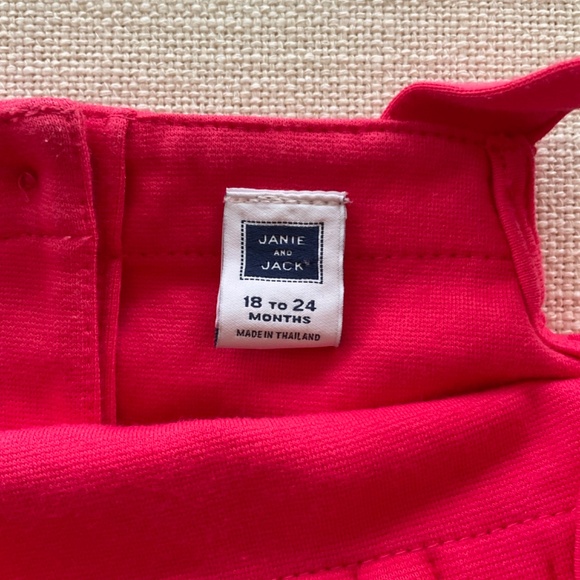 JANIE
AND
JACK
18 TO 24
MONTHS
MADE IN THAILAND